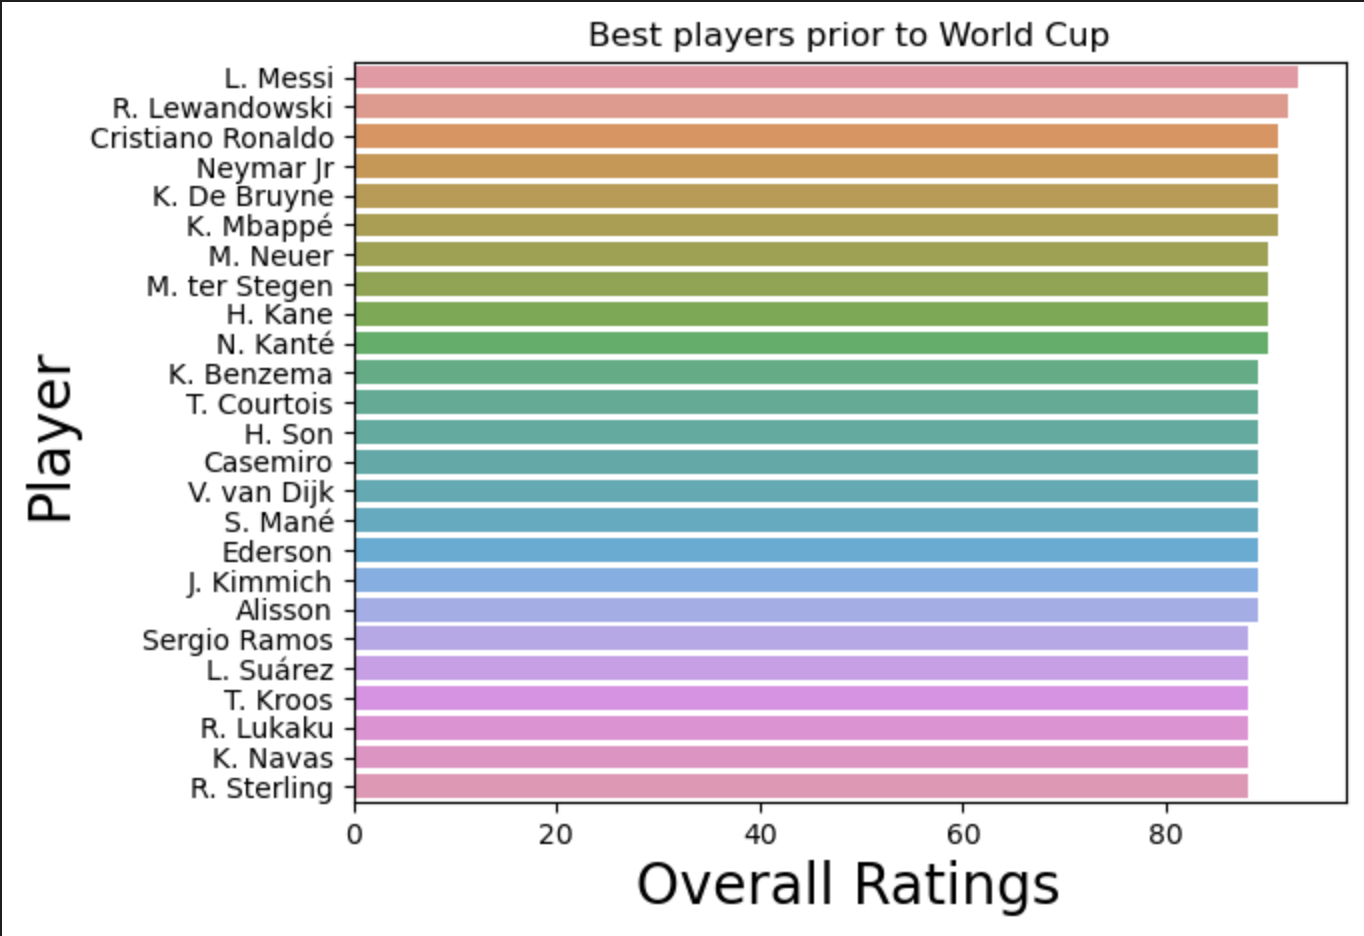 Best players prior to World Cup
L. Messi
R. Lewandowski
Cristiano Ronaldo
Neymar Jr
K. De Bruyne
K. Mbappé
M. Neuer
M. ter Stegen
H. Kane
N. Kanté
K. Benzema
T. Courtois
H. Son
Casemiro
V. van Dijk
S. Mané
Ederson
J. Kimmich
Alisson
Sergio Ramos
L. Suárez
T. Kroos
R. Lukaku
K. Navas
R. Sterling
Player
0 20 40 60 80
Overall Ratings